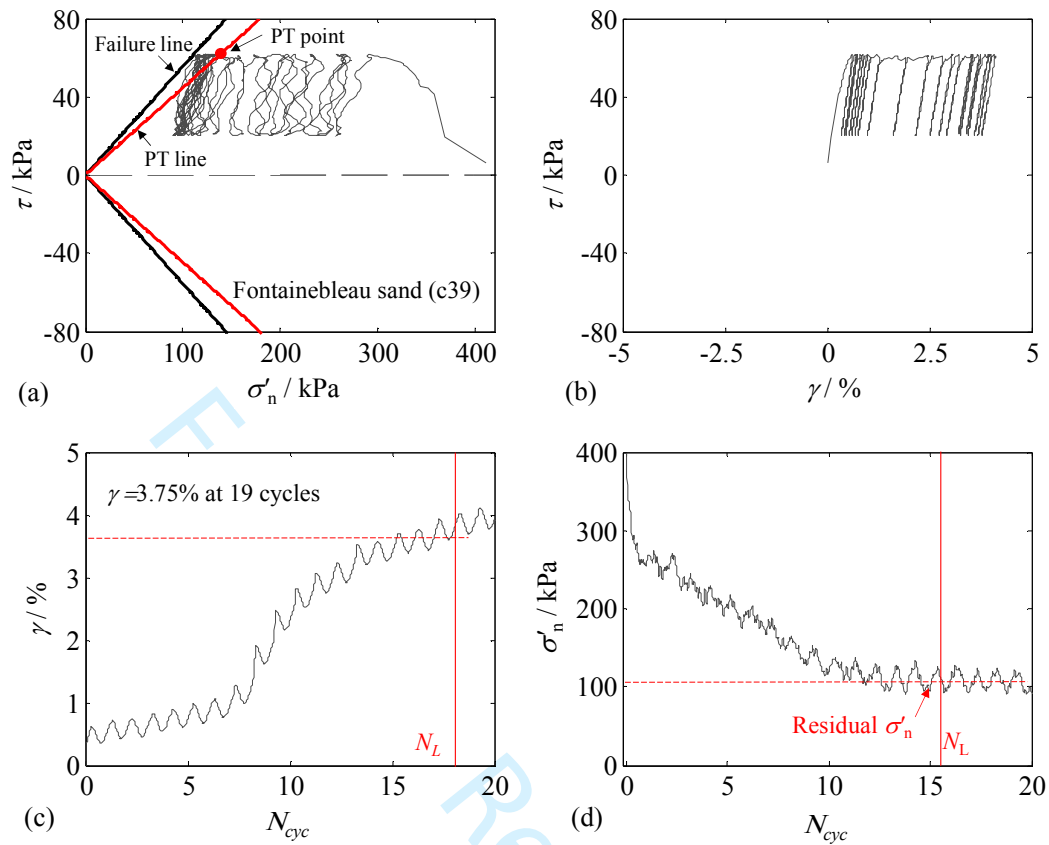 80
40
0
-40
-80
τ / kPa
Failure line
PT point
PT line
Fontainebleau sand (c39)
0 100 200 300 400
(a)
σ'n / kPa
80
40
0
-40
-80
τ / kPa
-5 -2.5 0 2.5 5
(b)
γ / %
5
4
3
2
1
0
γ / %
γ =3.75% at 19 cycles
NL
0 5 10 15 20
(c)
Ncyc
400
300
200
100
0
σ'n / kPa
Residual σ'n
NL
0 5 10 15 20
(d)
Ncyc